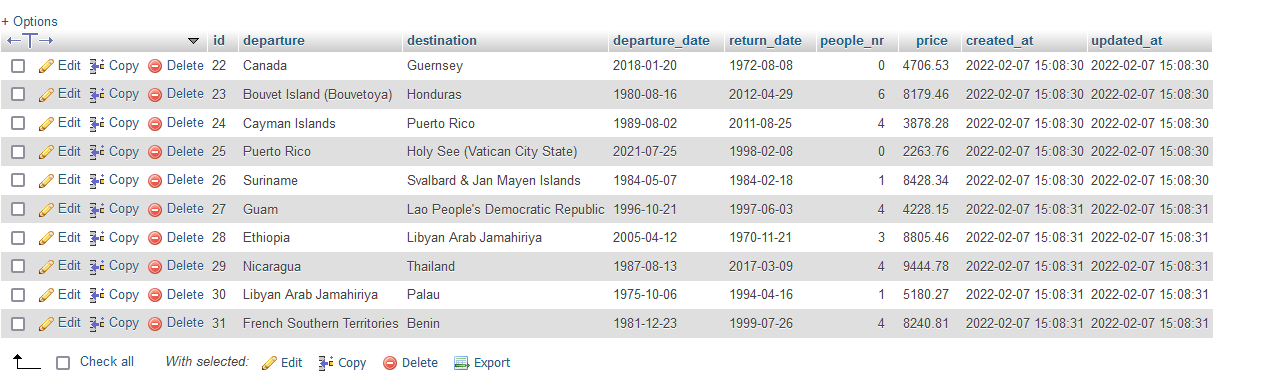 + Options
id departure destination departure_date return_date people_nr price created_at updated_at
Edit Copy Delete 22 Canada Guernsey 2018-01-20 1972-08-08 0 4706.53 2022-02-07 15:08:30 2022-02-07 15:08:30
Edit Copy Delete 23 Bouvet Island (Bouvetoya) Honduras 1980-08-16 2012-04-29 6 8179.46 2022-02-07 15:08:30 2022-02-07 15:08:30
Edit Copy Delete 24 Cayman Islands Puerto Rico 1989-08-02 2011-08-25 4 3878.28 2022-02-07 15:08:30 2022-02-07 15:08:30
Edit Copy Delete 25 Puerto Rico Holy See (Vatican City State) 2021-07-25 1998-02-08 0 2263.76 2022-02-07 15:08:30 2022-02-07 15:08:30
Edit Copy Delete 26 Suriname Svalbard & Jan Mayen Islands 1984-05-07 1984-02-18 1 8428.34 2022-02-07 15:08:30 2022-02-07 15:08:30
Edit Copy Delete 27 Guam Lao People's Democratic Republic 1996-10-21 1997-06-03 4 4228.15 2022-02-07 15:08:31 2022-02-07 15:08:31
Edit Copy Delete 28 Ethiopia Libyan Arab Jamahiriya 2005-04-12 1970-11-21 3 8805.46 2022-02-07 15:08:31 2022-02-07 15:08:31
Edit Copy Delete 29 Nicaragua Thailand 1987-08-13 2017-03-09 4 9444.78 2022-02-07 15:08:31 2022-02-07 15:08:31
Edit Copy Delete 30 Libyan Arab Jamahiriya Palau 1975-10-06 1994-04-16 1 5180.27 2022-02-07 15:08:31 2022-02-07 15:08:31
Edit Copy Delete 31 French Southern Territories Benin 1981-12-23 1999-07-26 4 8240.81 2022-02-07 15:08:31 2022-02-07 15:08:31
Check all With selected: Edit Copy Delete Export